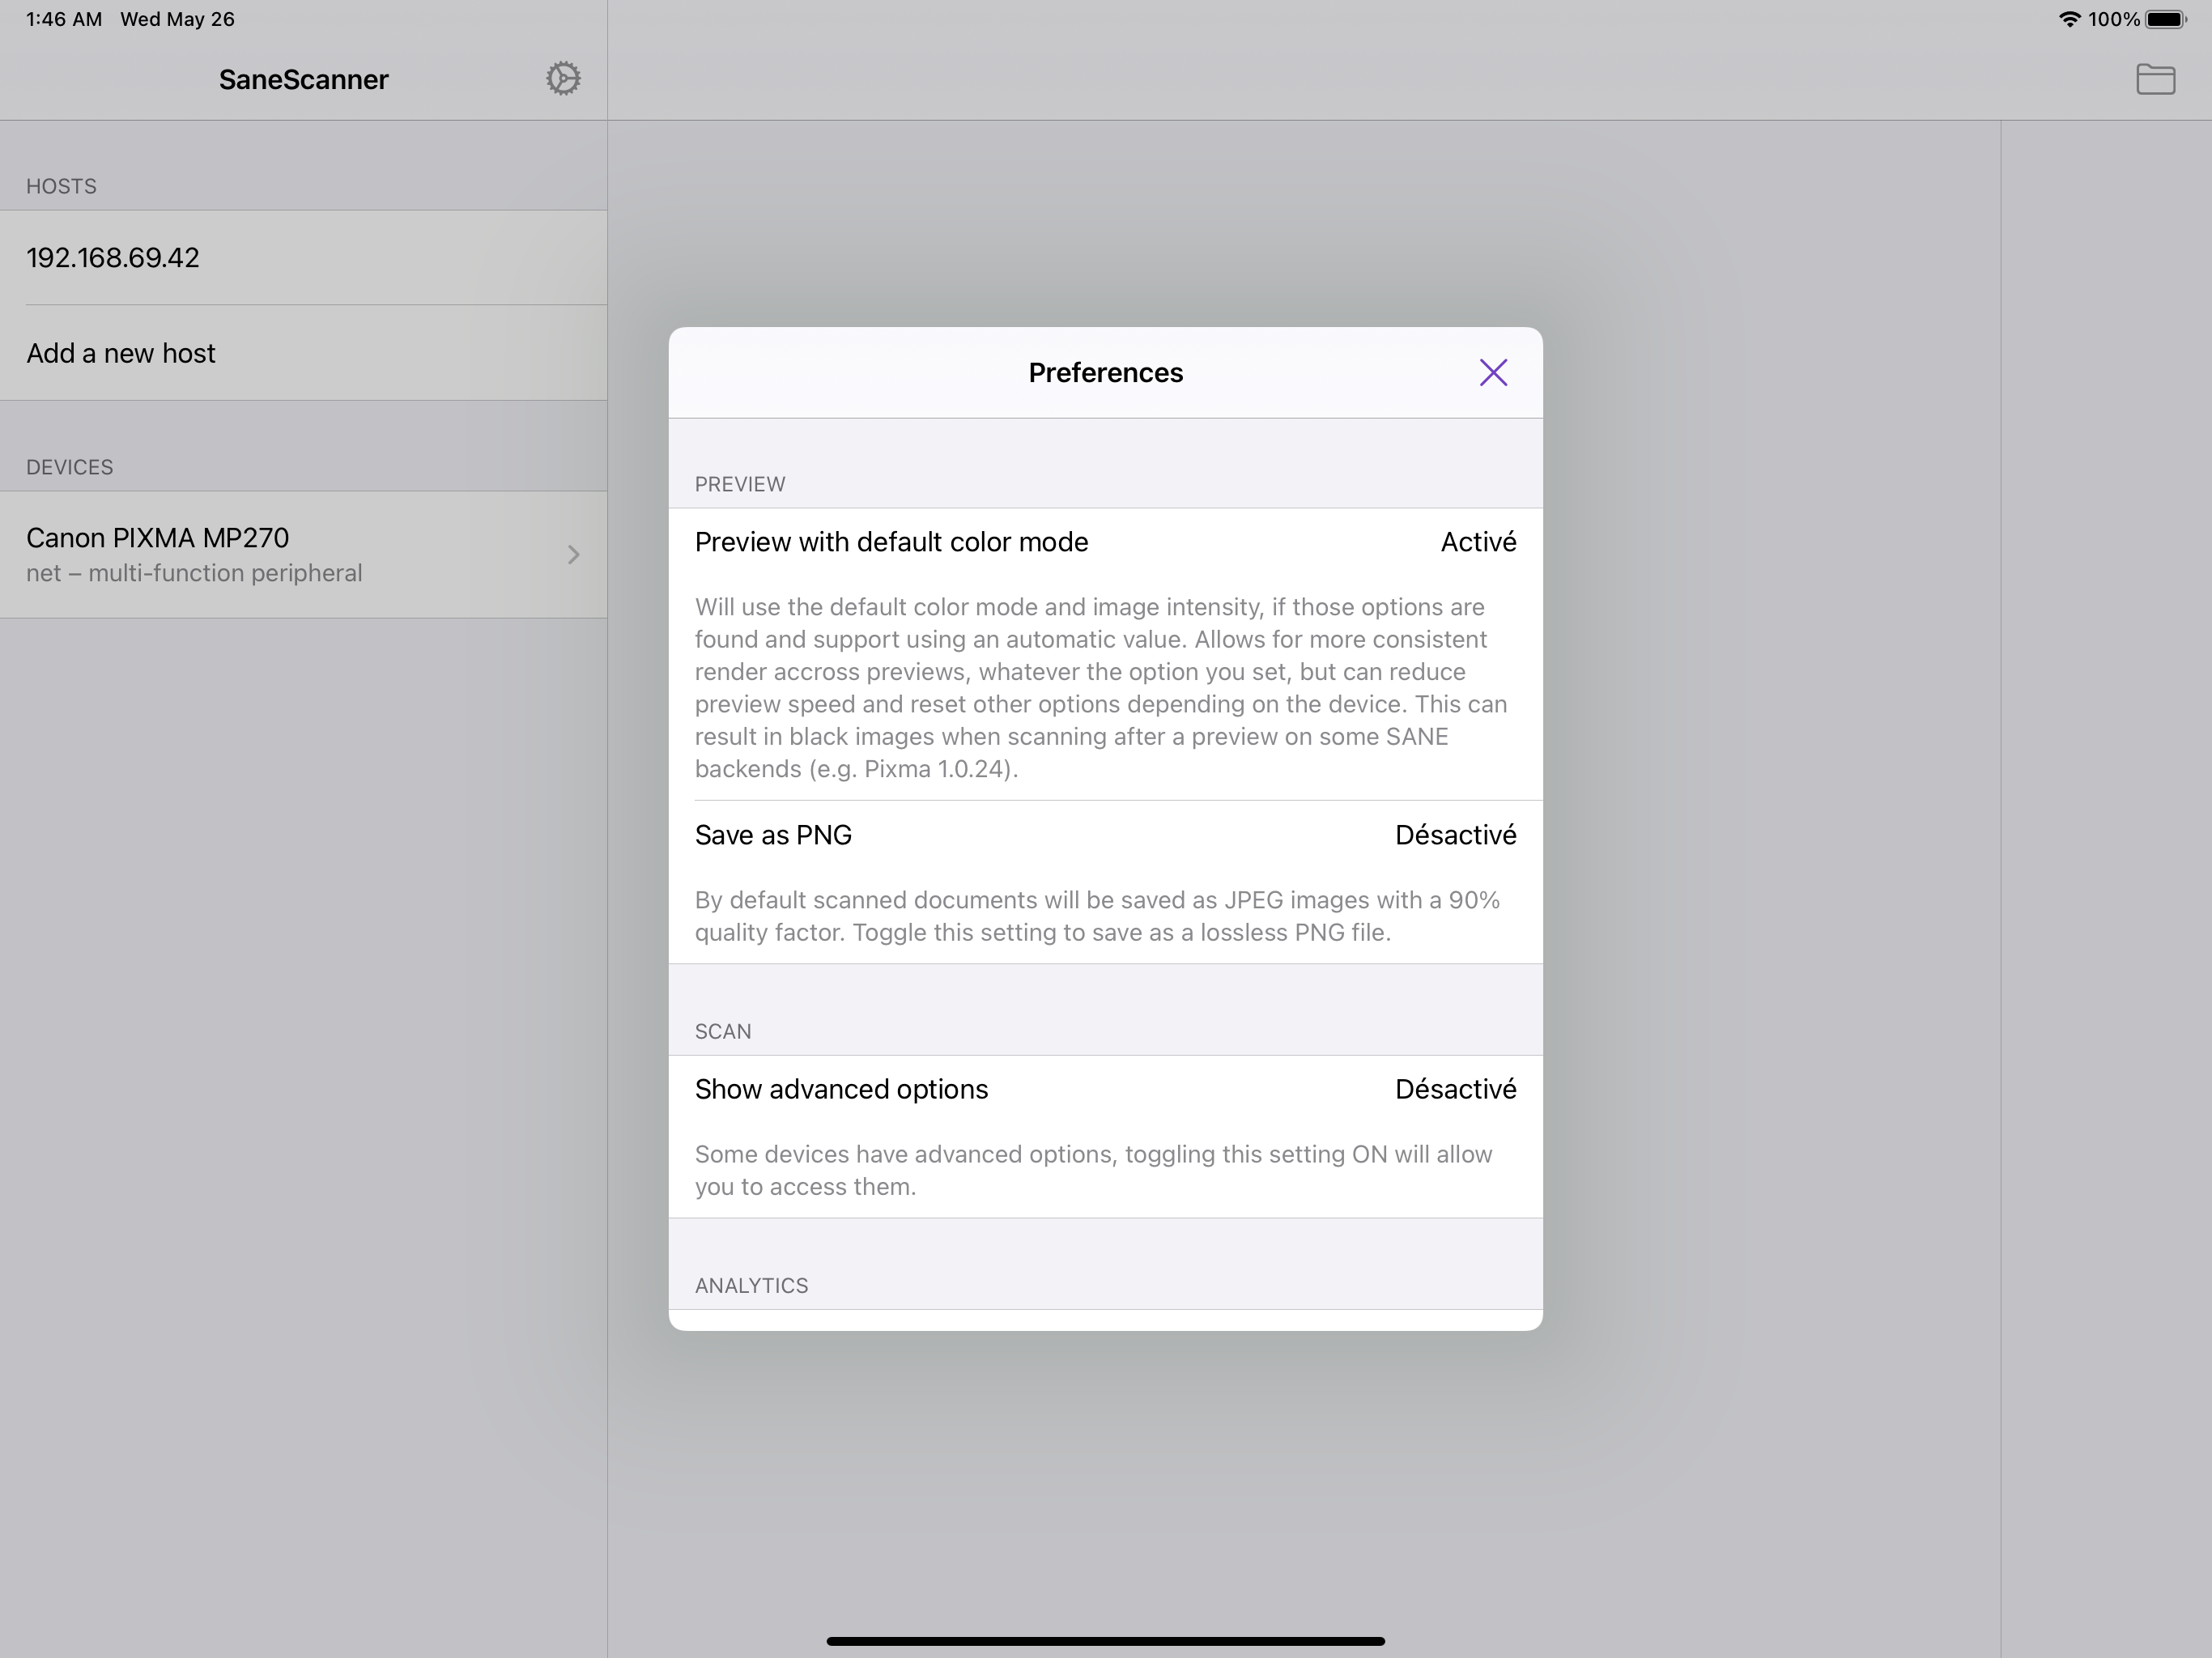 1:46 AM Wed May 26
100%
SaneScanner
HOSTS
192.168.69.42
Add a new host
DEVICES
Canon PIXMA MP270
net – multi-function peripheral
Preferences
PREVIEW
Preview with default color mode Activé
Will use the default color mode and image intensity, if those options are
found and support using an automatic value. Allows for more consistent
render accross previews, whatever the option you set, but can reduce
preview speed and reset other options depending on the device. This can
result in black images when scanning after a preview on some SANE
backends (e.g. Pixma 1.0.24).
Save as PNG Désactivé
By default scanned documents will be saved as JPEG images with a 90%
quality factor. Toggle this setting to save as a lossless PNG file.
SCAN
Show advanced options Désactivé
Some devices have advanced options, toggling this setting ON will allow
you to access them.
ANALYTICS